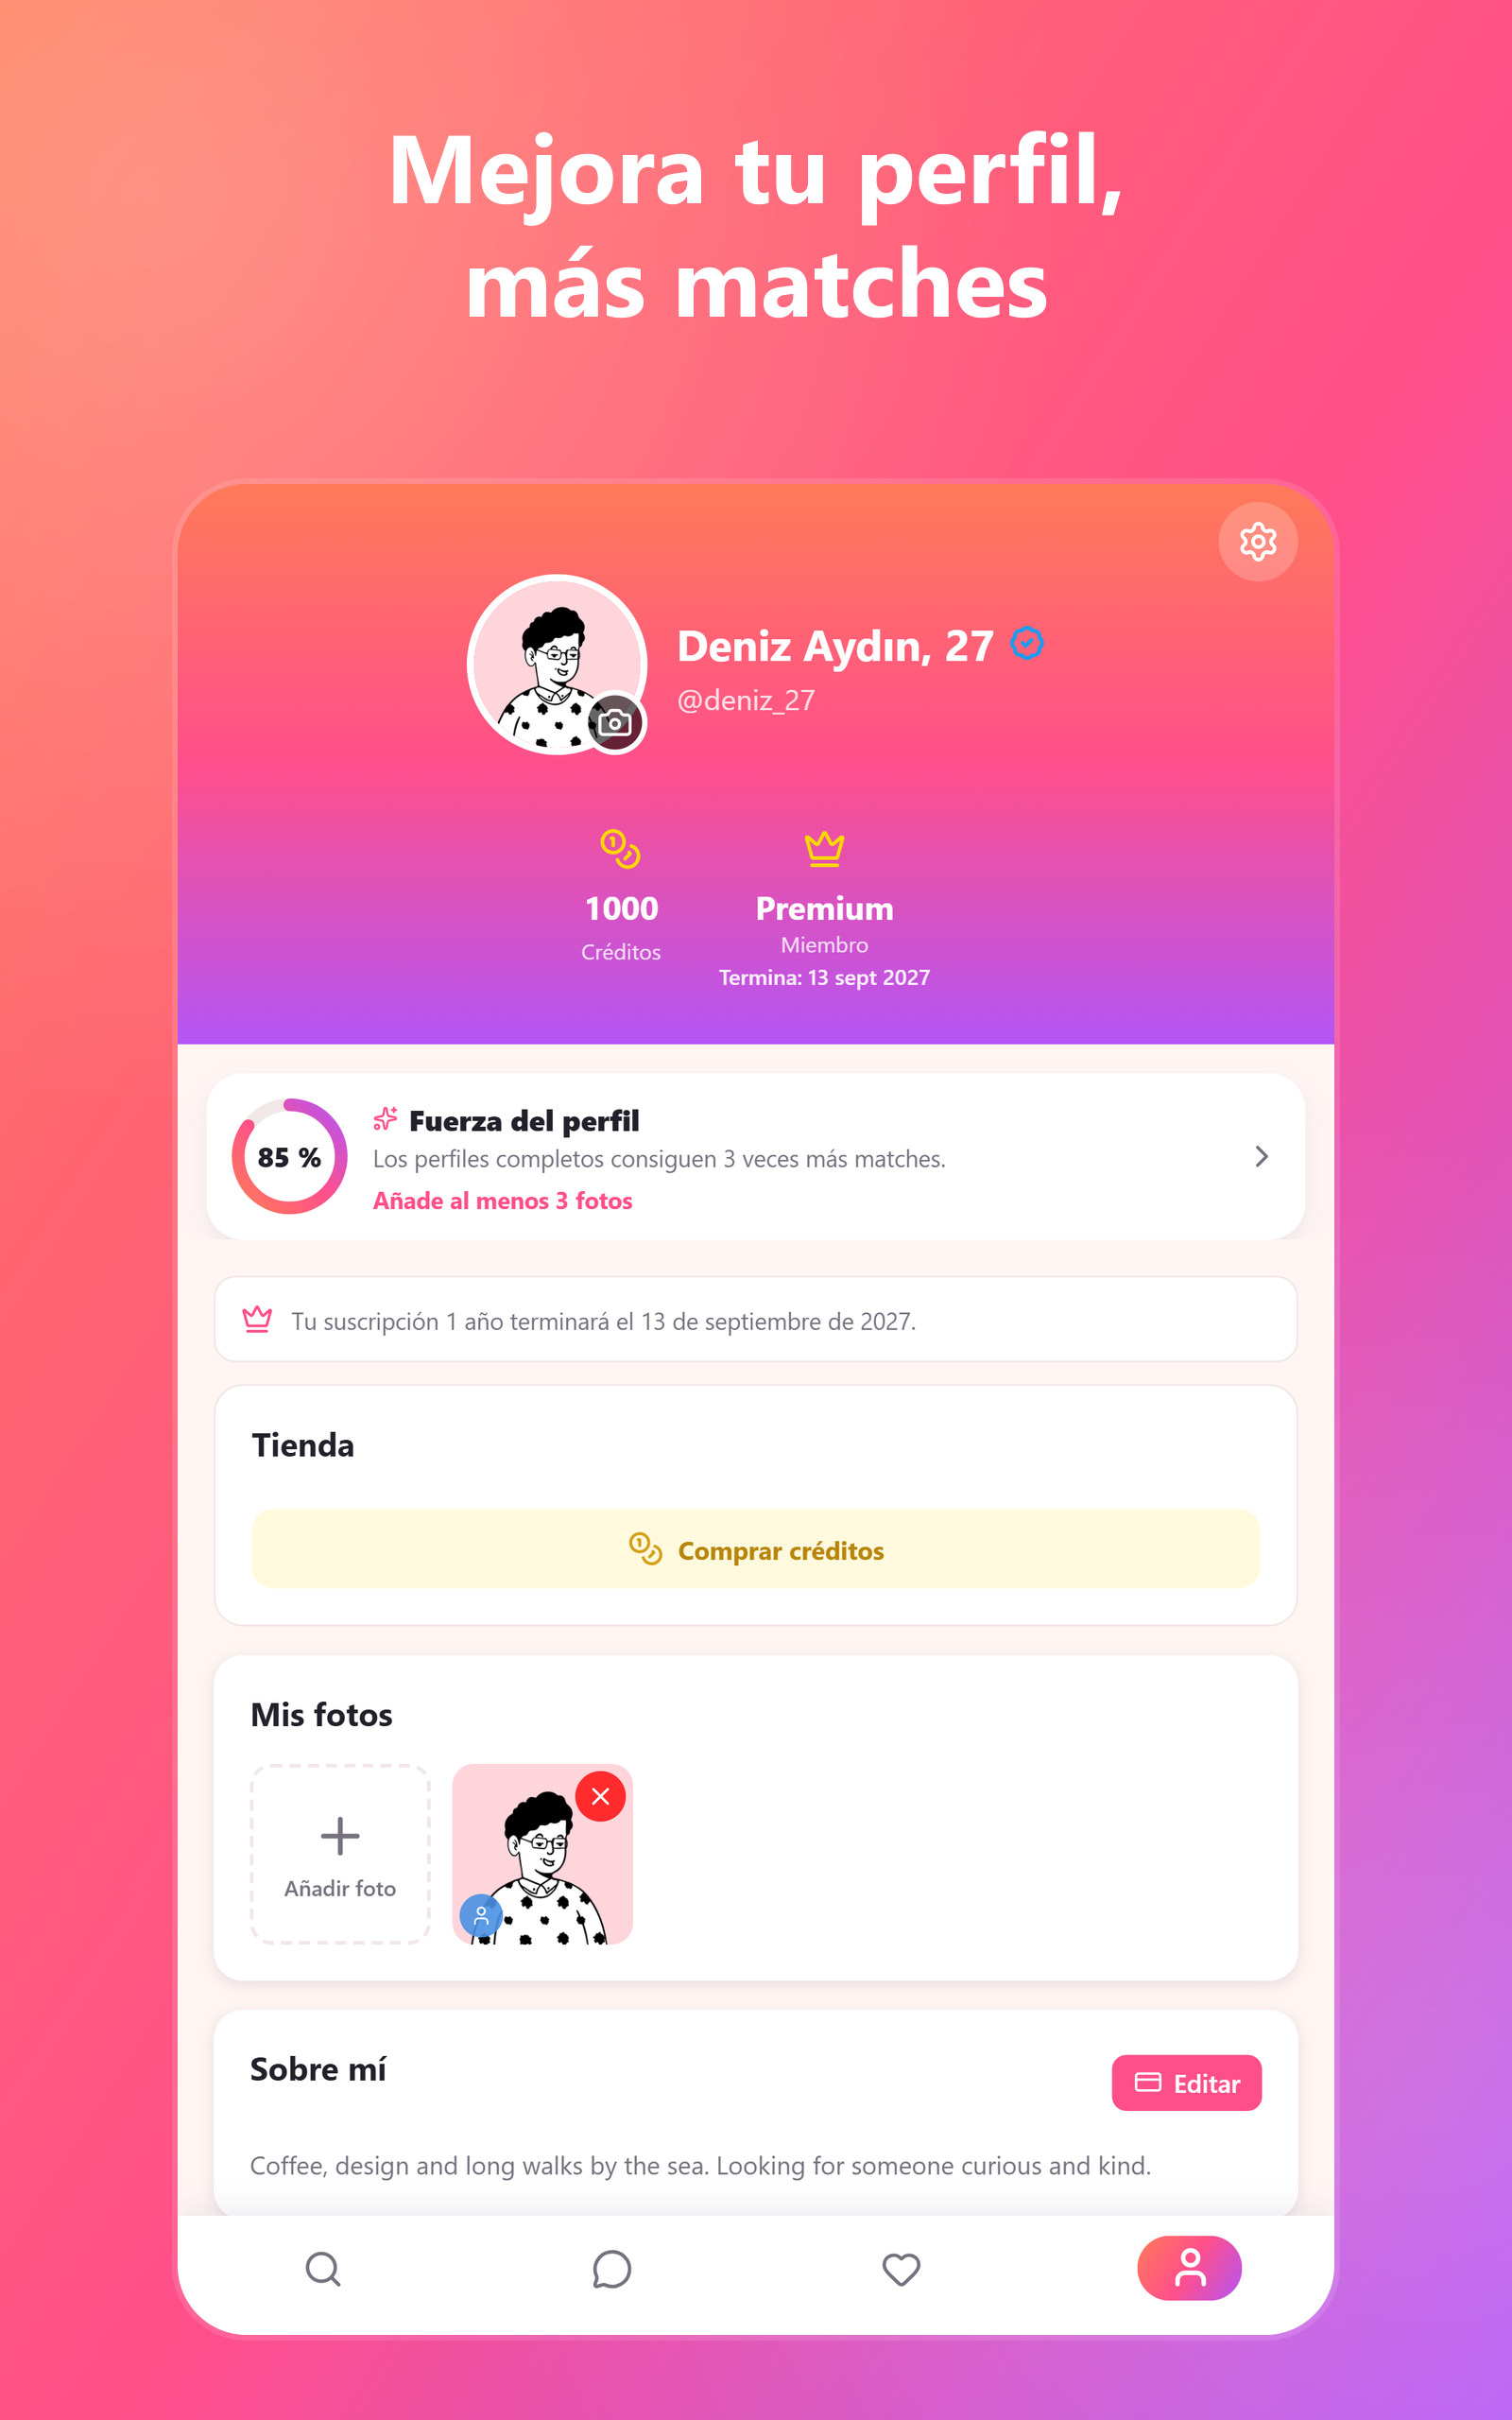 Mejora tu perfil,
más matches
Deniz Aydın, 27
@deniz_27
1000
Créditos
Premium
Miembro
Termina: 13 sept 2027
85 %
Fuerza del perfil
Los perfiles completos consiguen 3 veces más matches.
Añade al menos 3 fotos
Tu suscripción 1 año terminará el 13 de septiembre de 2027.
Tienda
Comprar créditos
Mis fotos
Añadir foto
Sobre mí
Editar
Coffee, design and long walks by the sea. Looking for someone curious and kind.